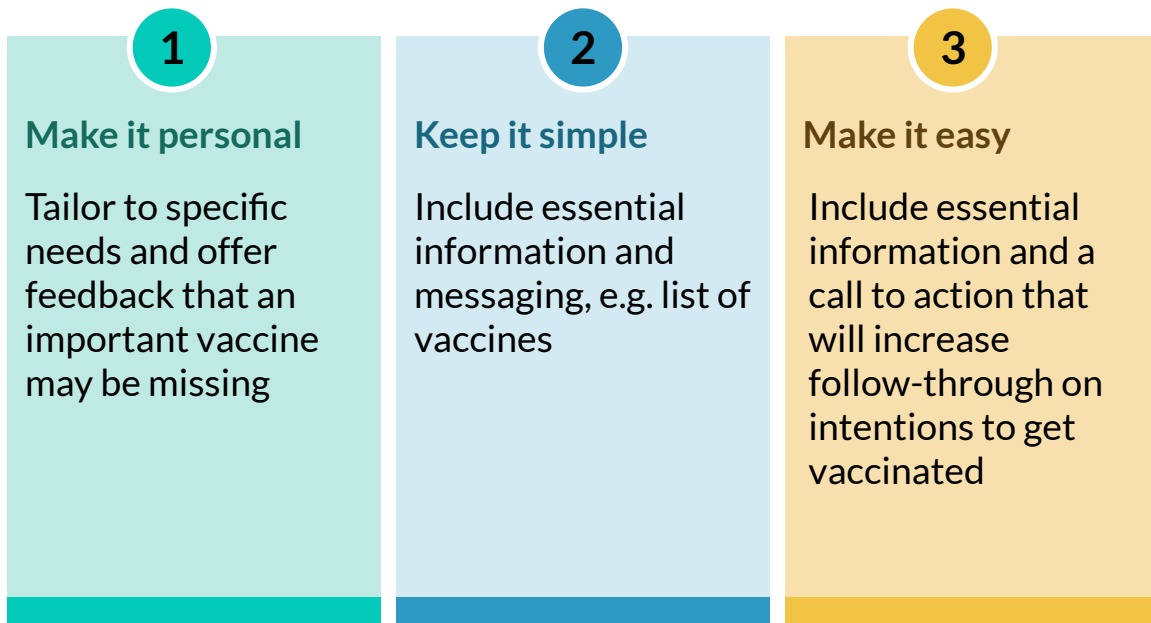 1
Make it personal
Tailor to specific
needs and offer
feedback that an
important vaccine
may be missing
2
Keep it simple
Include essential
information and
messaging, e.g. list of
vaccines
3
Make it easy
Include essential
information and a
call to action that
will increase
follow-through on
intentions to get
vaccinated